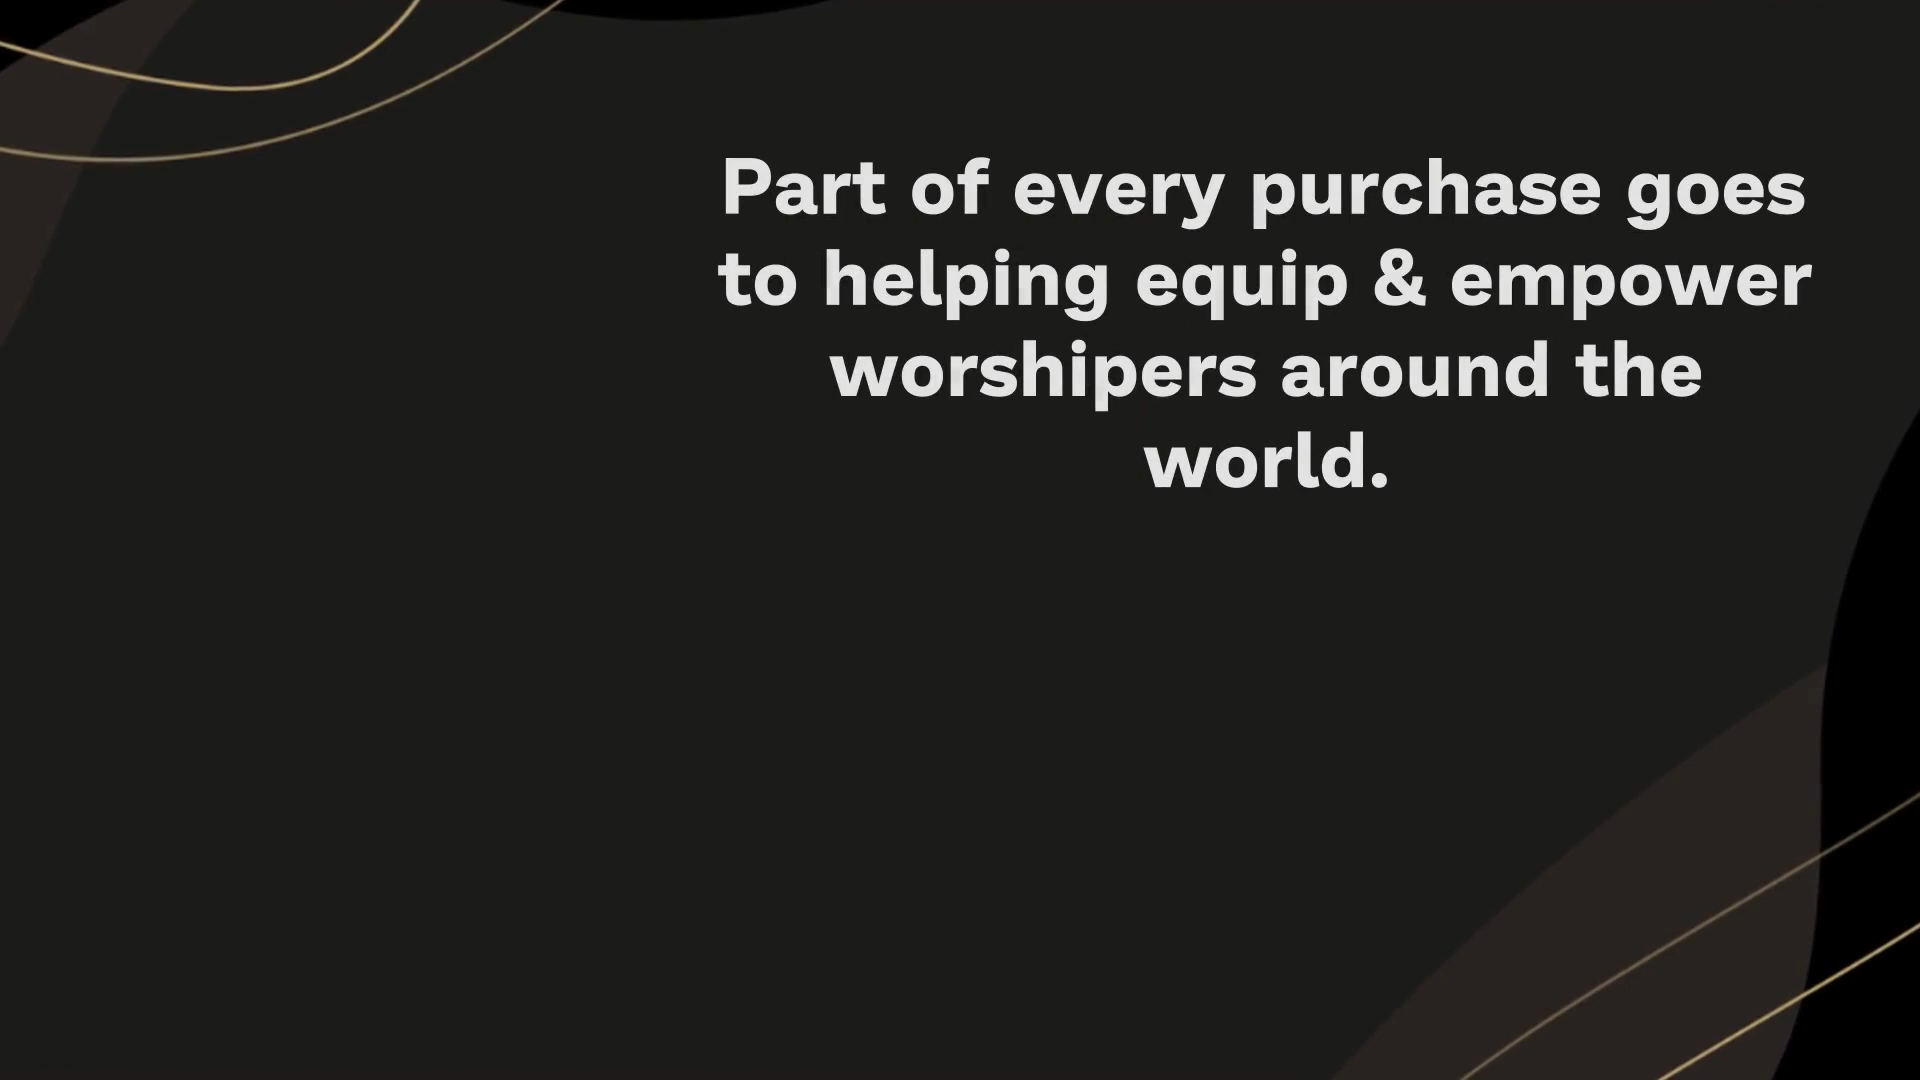 Part of every purchase goes
to helping equip & empower
worshipers around the
world.